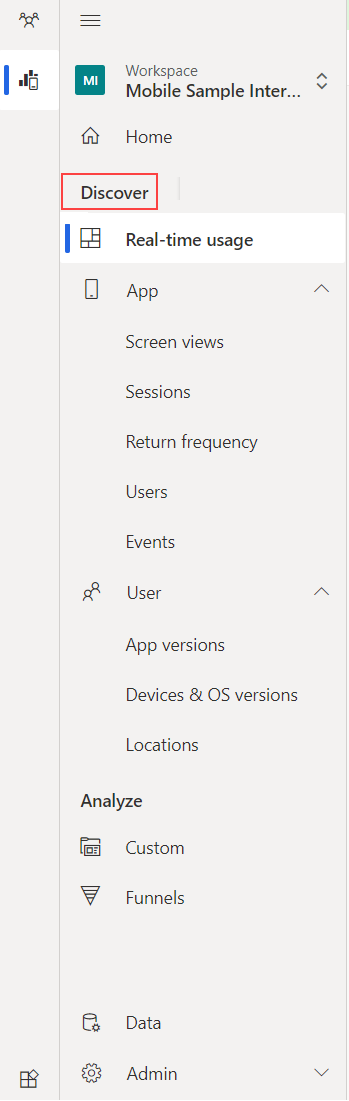 MI
Workspace
Mobile Sample Inter...
Home
Discover
Real-time usage
App
Screen views
Sessions
Return frequency
Users
Events
User
App versions
Devices & OS versions
Locations
Analyze
Custom
Funnels
Data
Admin